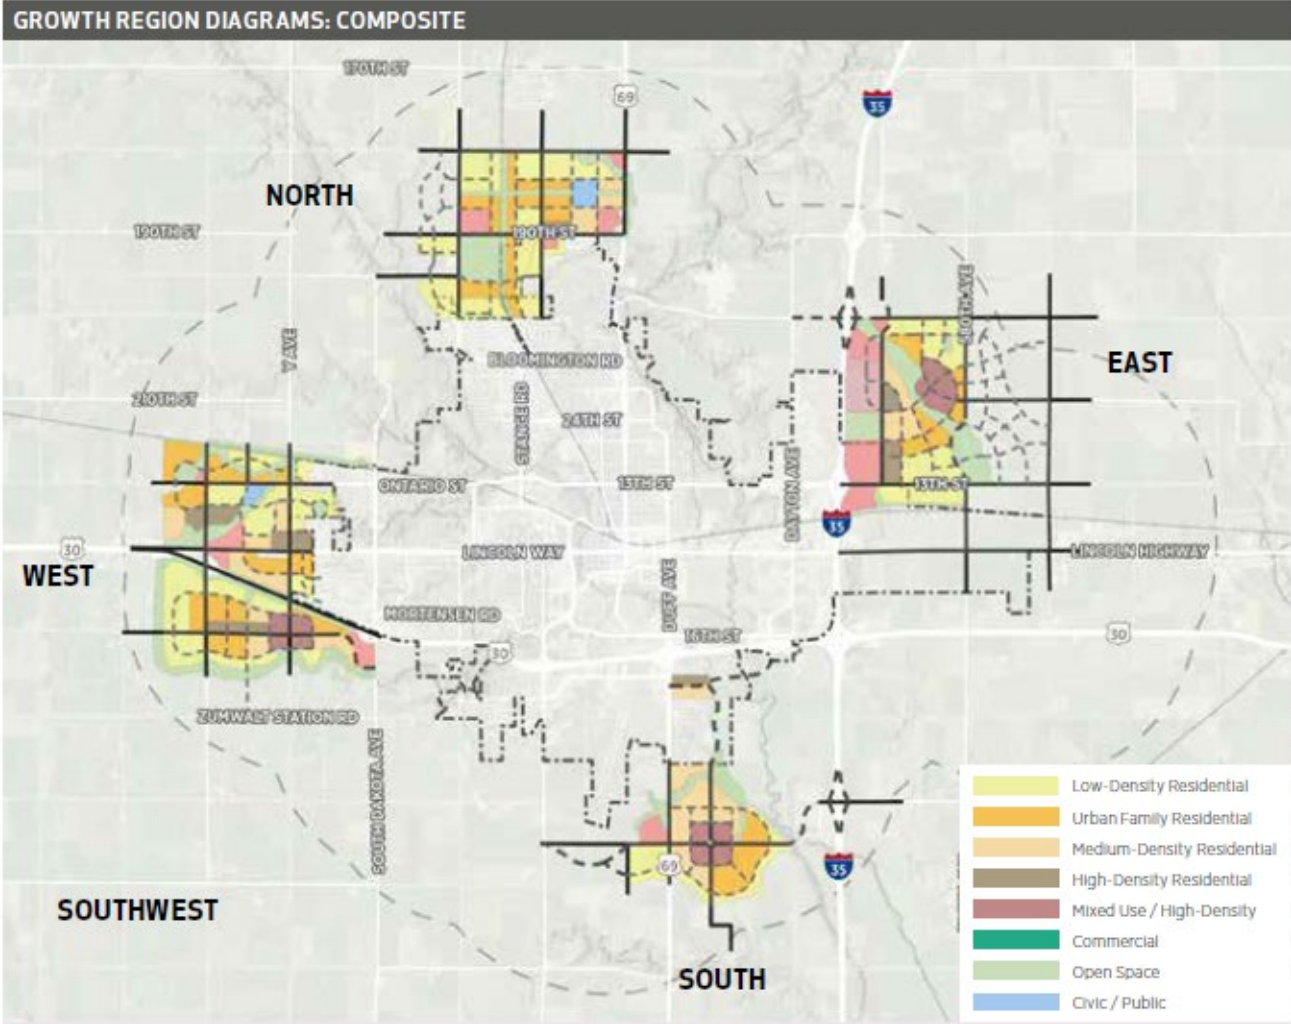 GROWTH REGION DIAGRAMS: COMPOSITE
170TH ST
69
35
NORTH
190TH ST
190TH ST
580TH AVE
Y AVE
BLOOMINGTON RD
EAST
210TH ST
STANGE RD
24TH ST
ONTARIO ST
13TH ST
DAYTON AVE
13TH ST
35
30
LINCOLN WAY
LINCOLN HIGHWAY
WEST
DUFF AVE
MORTENSEN RD
16TH ST
30
30
ZUMWALT STATION RD
SOUTH DAKOTA AVE
69
35
SOUTHWEST
SOUTH
Low-Density Residential
Urban Family Residential
Medium-Density Residential
High-Density Residential
Mixed Use / High-Density
Commercial
Open Space
Civic / Public